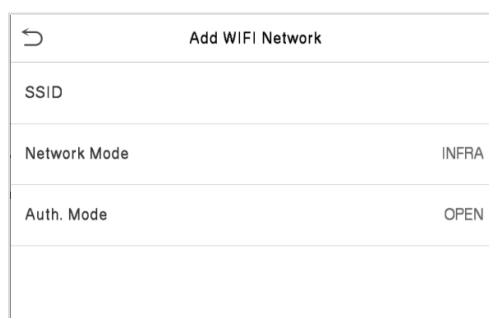 Add WIFI Network
SSID
Network Mode INFRA
Auth. Mode OPEN